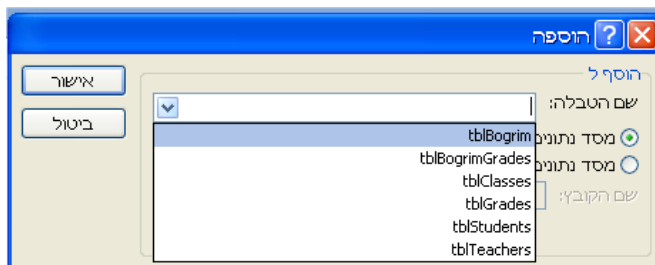 הוספה
הוסף ל
שם הטבלה:
tblBogrim
tblBogrimGrades
tblClasses
tblGrades
tblStudents
tblTeachers
מסד נתונים
מסד נתונים
שם הקובץ:
אישור
ביטול